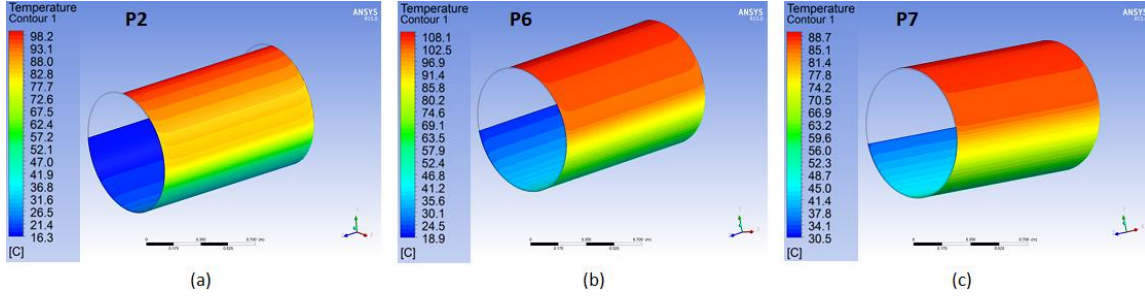 Temperature
Contour 1
P2
ANSYS
R15.0
98.2
93.1
88.0
82.8
77.7
72.6
67.5
62.4
57.2
52.1
47.0
41.9
36.8
31.6
26.5
21.4
16.3
[C]
(a)
Temperature
Contour 1
P6
ANSYS
R15.0
108.1
102.5
96.9
91.4
85.8
80.2
74.6
69.1
63.5
57.9
52.4
46.8
41.2
35.6
30.1
24.5
18.9
[C]
(b)
Temperature
Contour 1
P7
ANSYS
R15.0
88.7
85.1
81.4
77.8
74.2
70.5
66.9
63.2
59.6
56.0
52.3
48.7
45.0
41.4
37.8
34.1
30.5
[C]
(c)